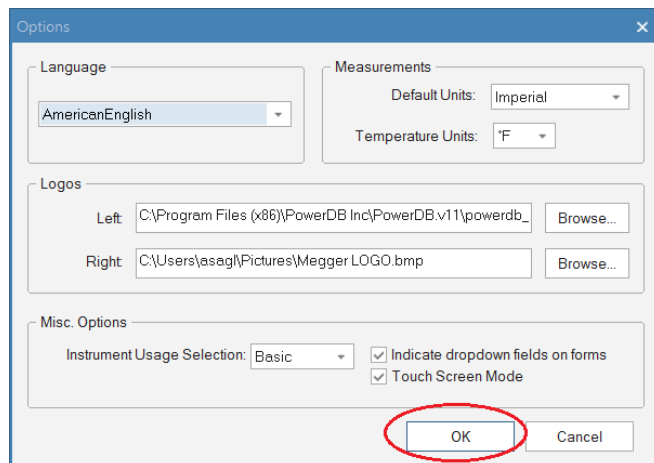 Options
Language
AmericanEnglish
Measurements
Default Units: Imperial
Temperature Units: °F
Logos
Left: C:\Program Files (x86)\PowerDB Inc\PowerDB.v11\powerdb_ Browse...
Right: C:\Users\asagl\Pictures\Megger LOGO.bmp Browse...
Misc. Options
Instrument Usage Selection: Basic
Indicate dropdown fields on forms
Touch Screen Mode
OK Cancel